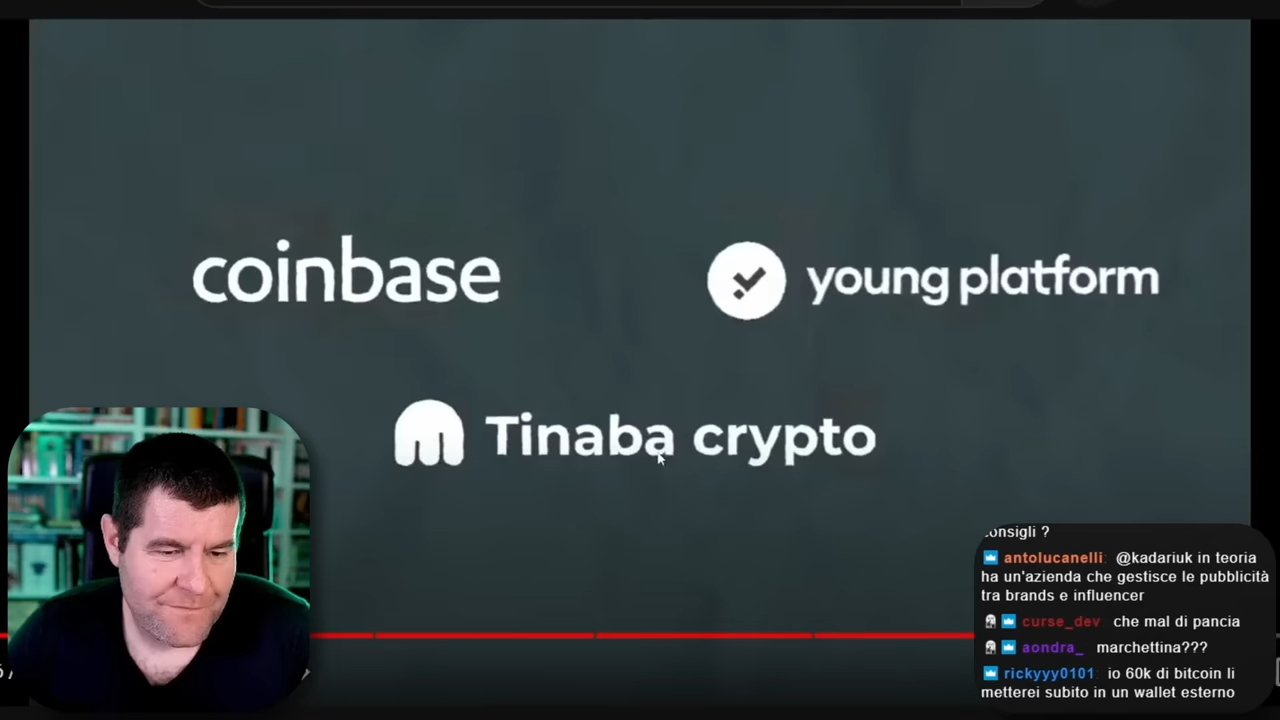 coinbase
young platform
Tinaba crypto
consigli ?
antolucanelli: @kadariuk in teoria
ha un'azienda che gestisce le pubblicità
tra brands e influencer
curse_dev che mal di pancia
aondra_ marchettina???
rickyyy0101: io 60k di bitcoin li
metterei subito in un wallet esterno